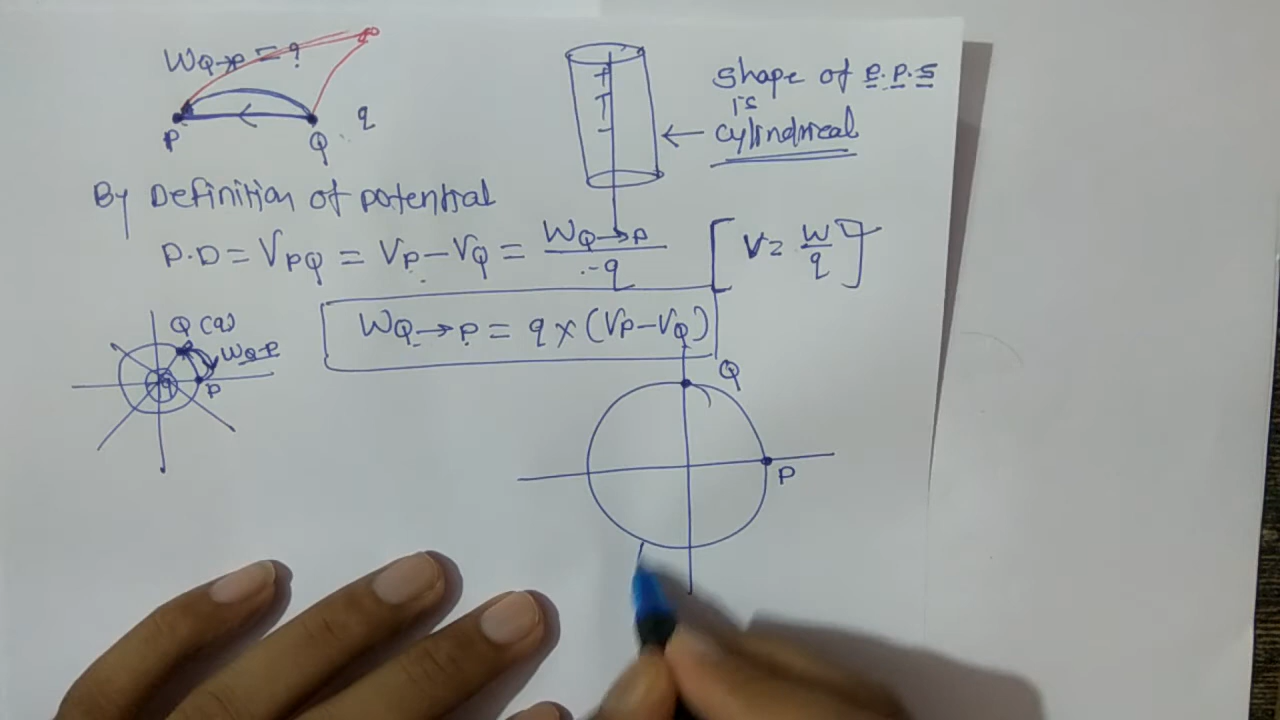 WQ→P = ?
P
Q
q
+
+
shape of e.p.s
is
cylindrical
By Definition of potential
P.D = VPQ = VP - VQ = WQ→P / q [V = W/q]
WQ→P = q × (VP - VQ)
Q (q)
WQ→P
P
q
Q
P